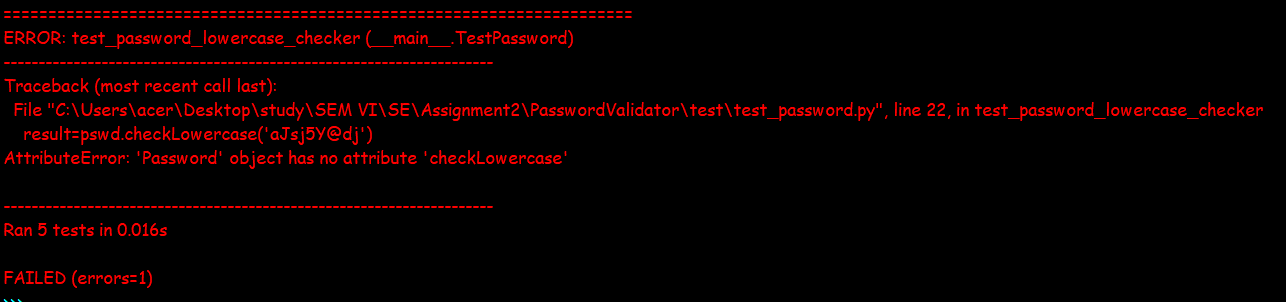 ======================================================================
ERROR: test_password_lowercase_checker (__main__.TestPassword)
----------------------------------------------------------------------
Traceback (most recent call last):
  File "C:\Users\acer\Desktop\study\SEM VI\SE\Assignment2\PasswordValidator\test\test_password.py", line 22, in test_password_lowercase_checker
    result=pswd.checkLowercase('aJsj5Y@dj')
AttributeError: 'Password' object has no attribute 'checkLowercase'
----------------------------------------------------------------------
Ran 5 tests in 0.016s
FAILED (errors=1)
>>>